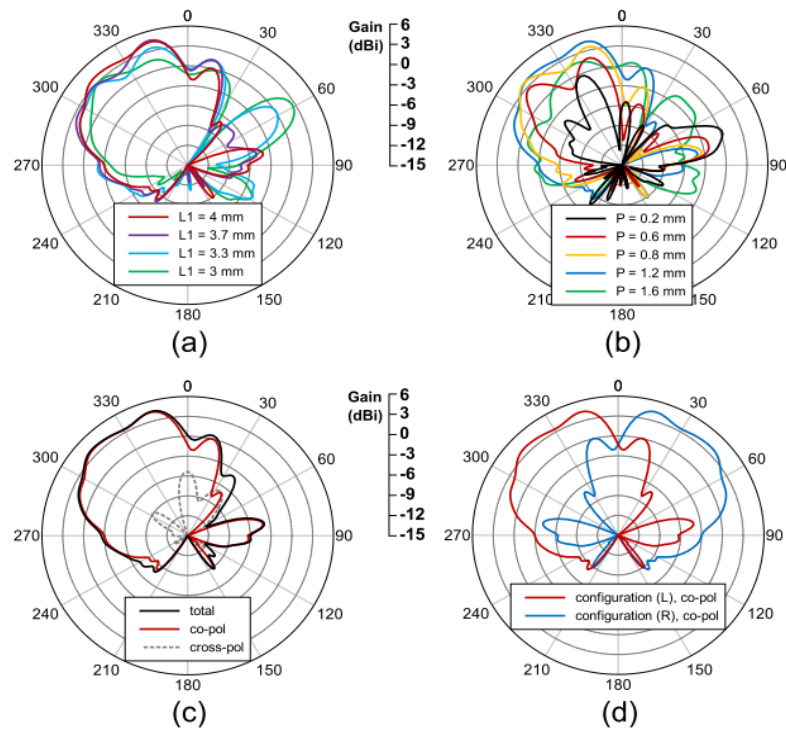 0
330
30
300
60
270
90
240
120
210
150
180
Gain
(dBi)
6
3
0
-3
-6
-9
-12
-15
L1 = 4 mm
L1 = 3.7 mm
L1 = 3.3 mm
L1 = 3 mm
(a)
0
330
30
300
60
270
90
240
120
210
150
180
P = 0.2 mm
P = 0.6 mm
P = 0.8 mm
P = 1.2 mm
P = 1.6 mm
(b)
0
330
30
300
60
270
90
240
120
210
150
180
Gain
(dBi)
6
3
0
-3
-6
-9
-12
-15
total
co-pol
cross-pol
(c)
0
330
30
300
60
270
90
240
120
210
150
180
configuration (L), co-pol
configuration (R), co-pol
(d)